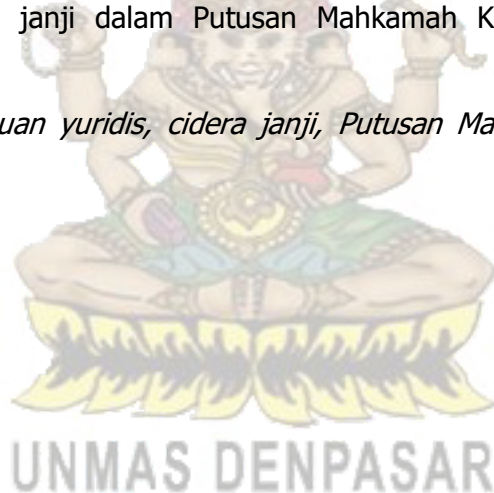 janji dalam Putusan Mahkamah K
uan yuridis, cidera janji, Putusan Ma
UNMAS DENPASAR